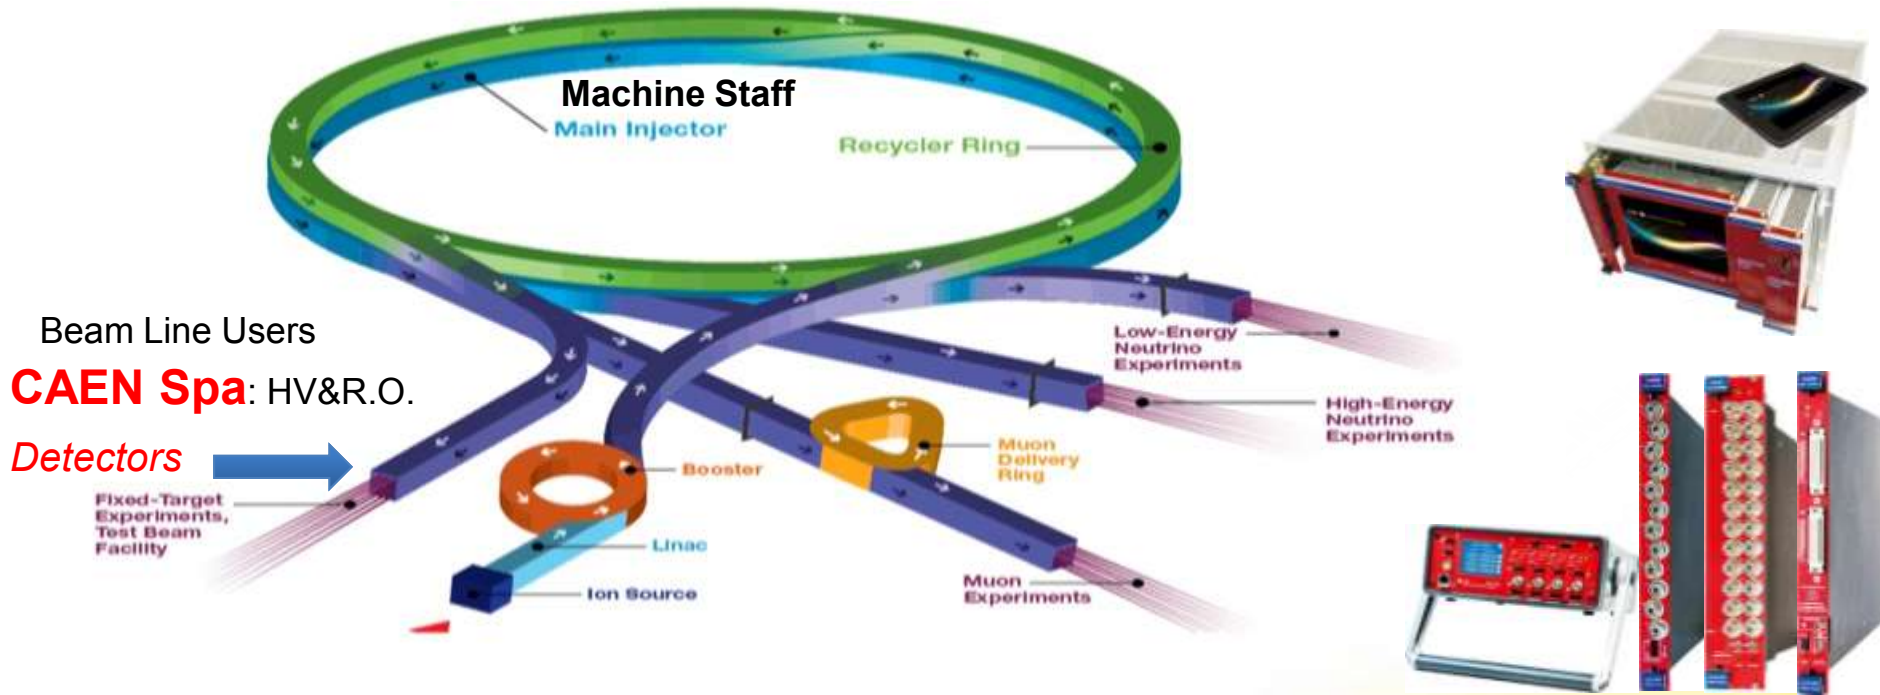 Machine Staff
Main Injector
Recycler Ring
Beam Line Users
CAEN Spa: HV&R.O.
Detectors
Fixed-Target
Experiments,
Test Beam
Facility
Booster
Linac
Ion Source
Muon
Delivery
Ring
Muon
Experiments
Low-Energy
Neutrino
Experiments
High-Energy
Neutrino
Experiments